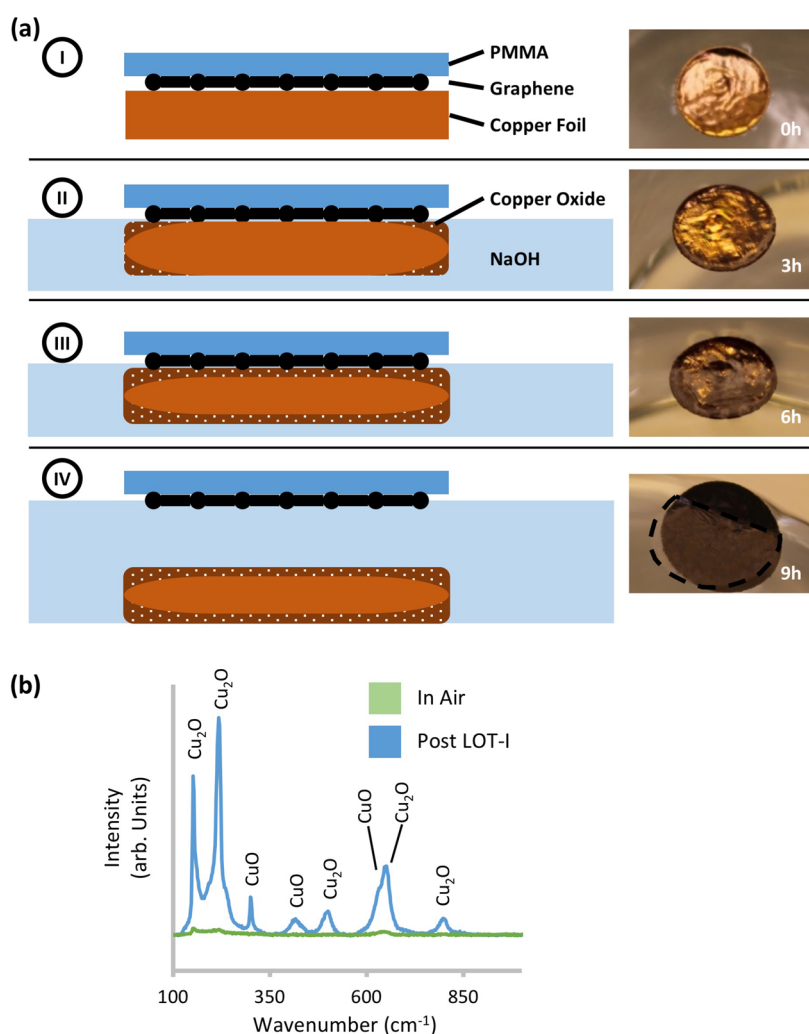 (a)
I
PMMA
Graphene
Copper Foil
0h
II
Copper Oxide
NaOH
3h
III
6h
IV
9h
(b)
Cu₂O
Cu₂O
CuO
CuO
Cu₂O
CuO
Cu₂O
Cu₂O
In Air
Post LOT-I
Intensity
(arb. Units)
100 350 600 850
Wavenumber (cm⁻¹)